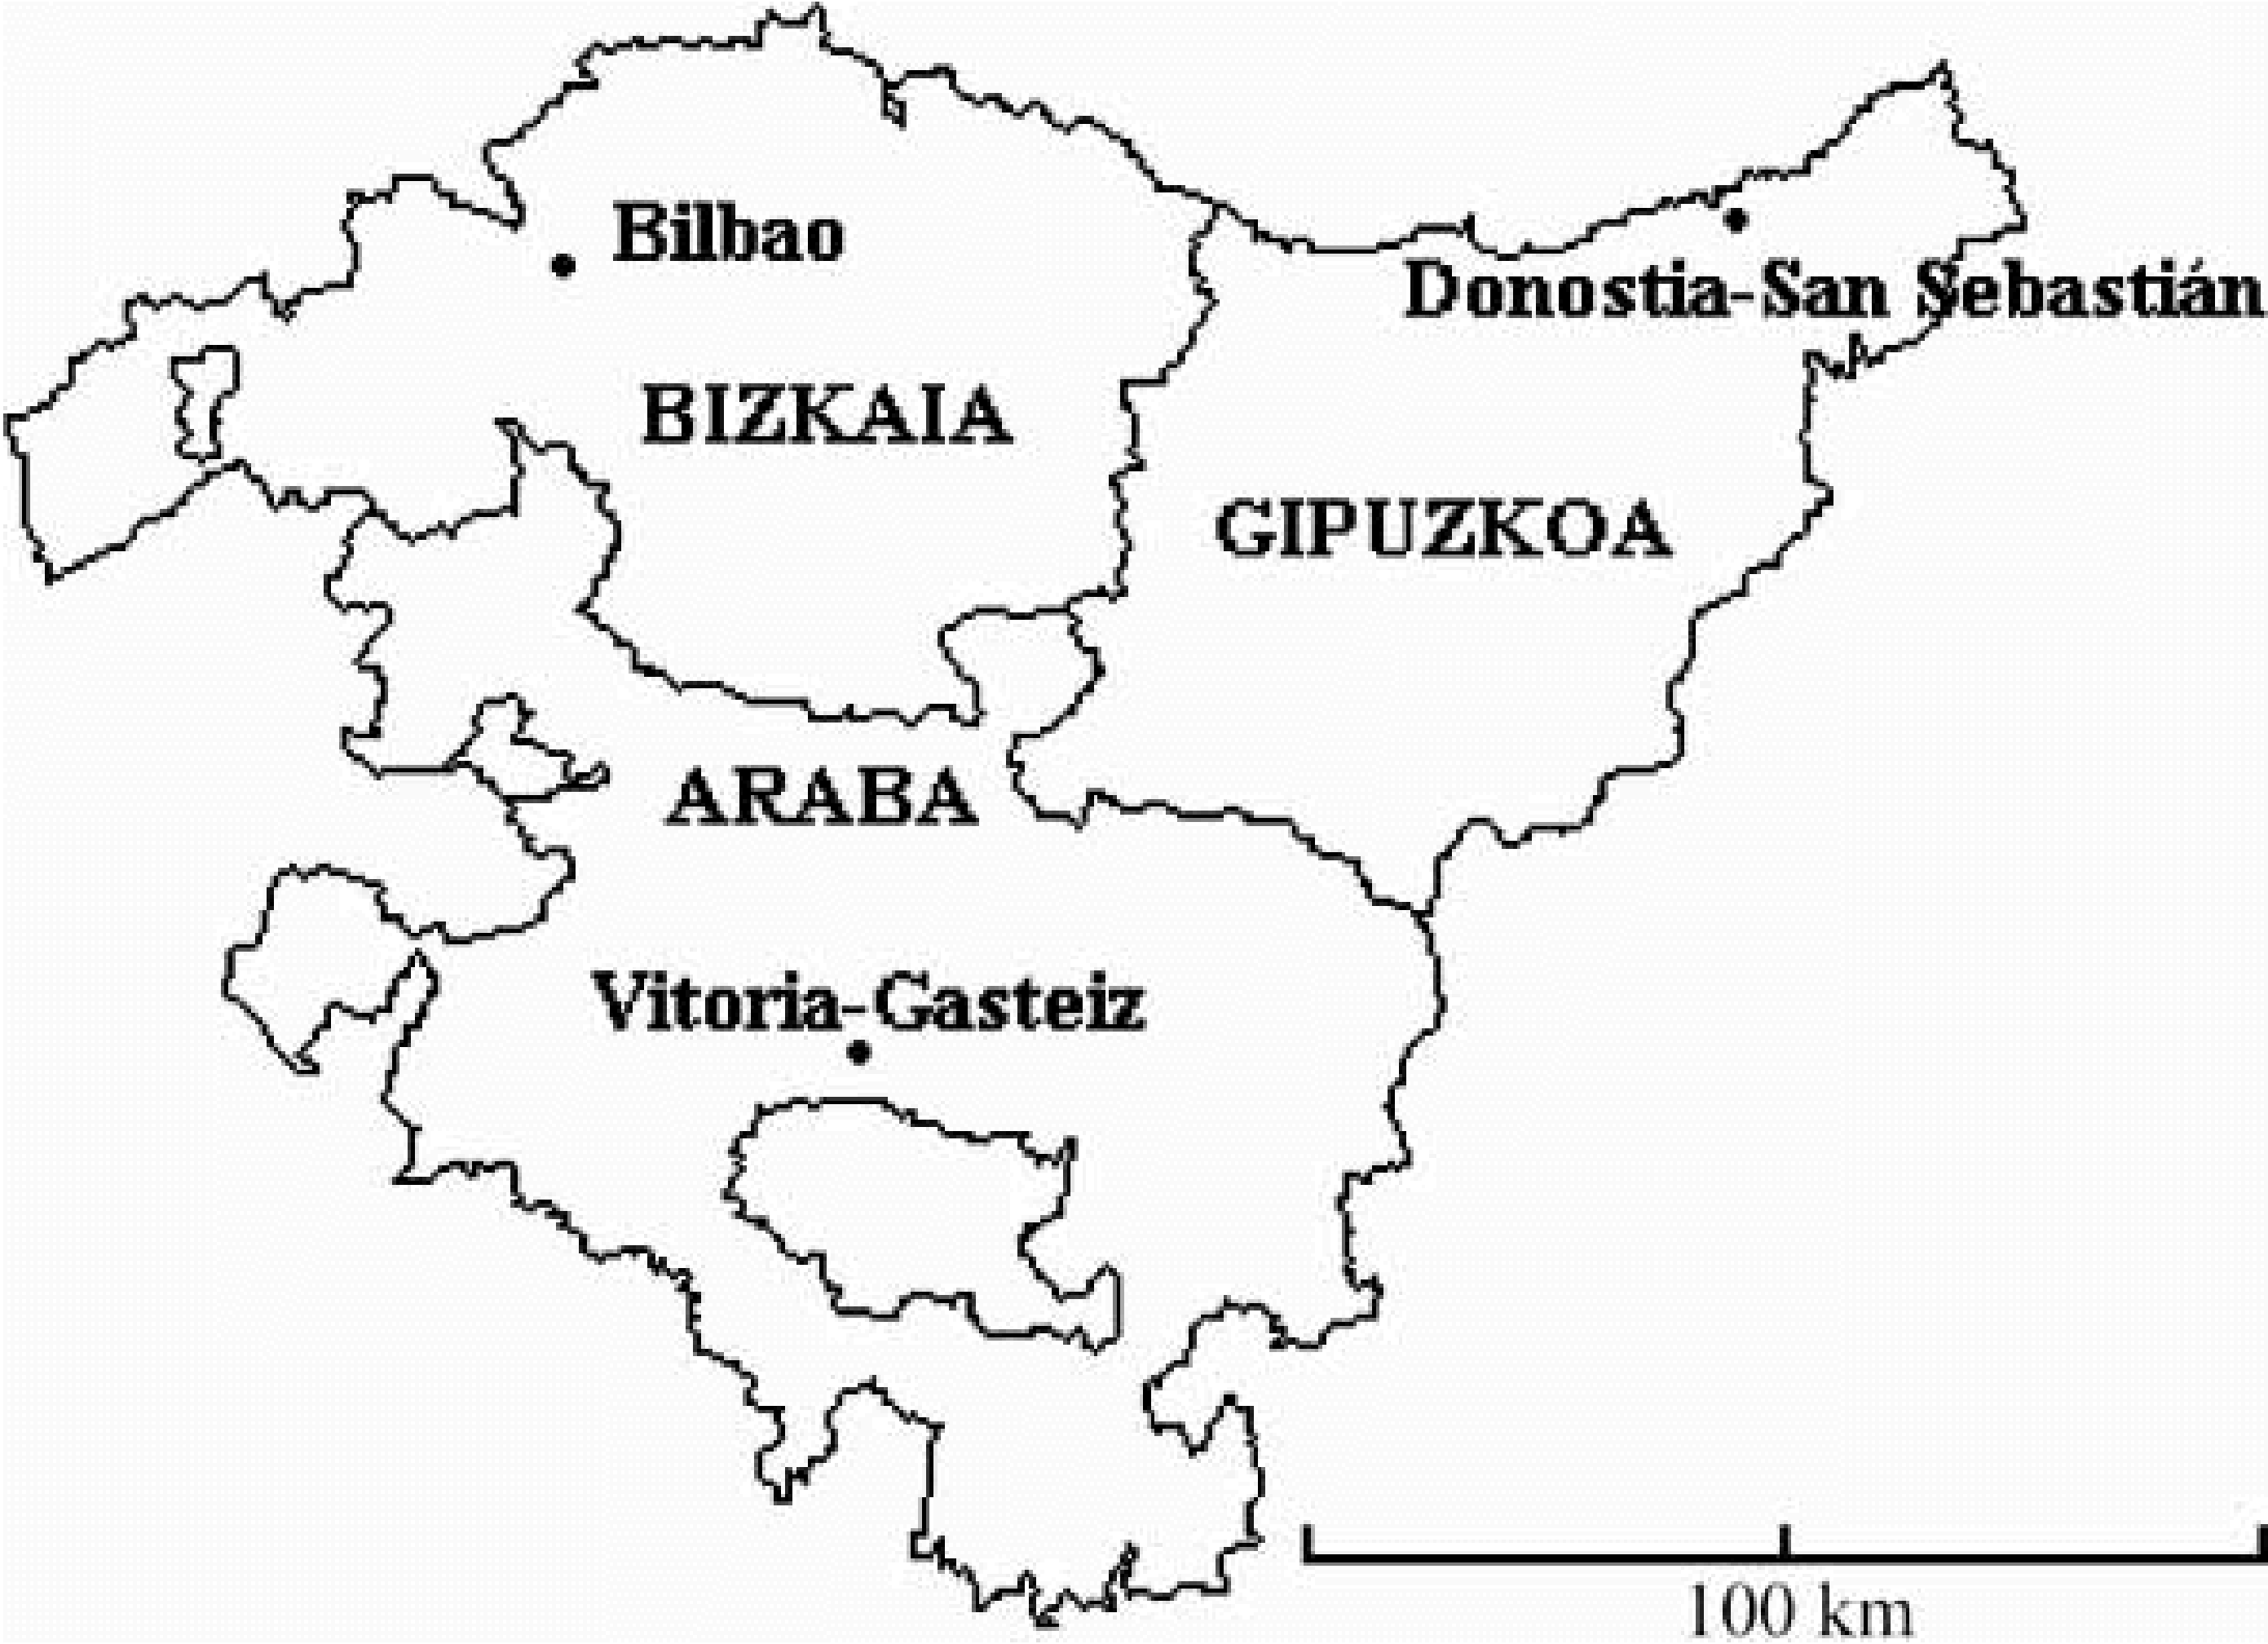 Bilbao
Donostia-San Sebastián
BIZKAIA
GIPUZKOA
ARABA
Vitoria-Gasteiz
100 km